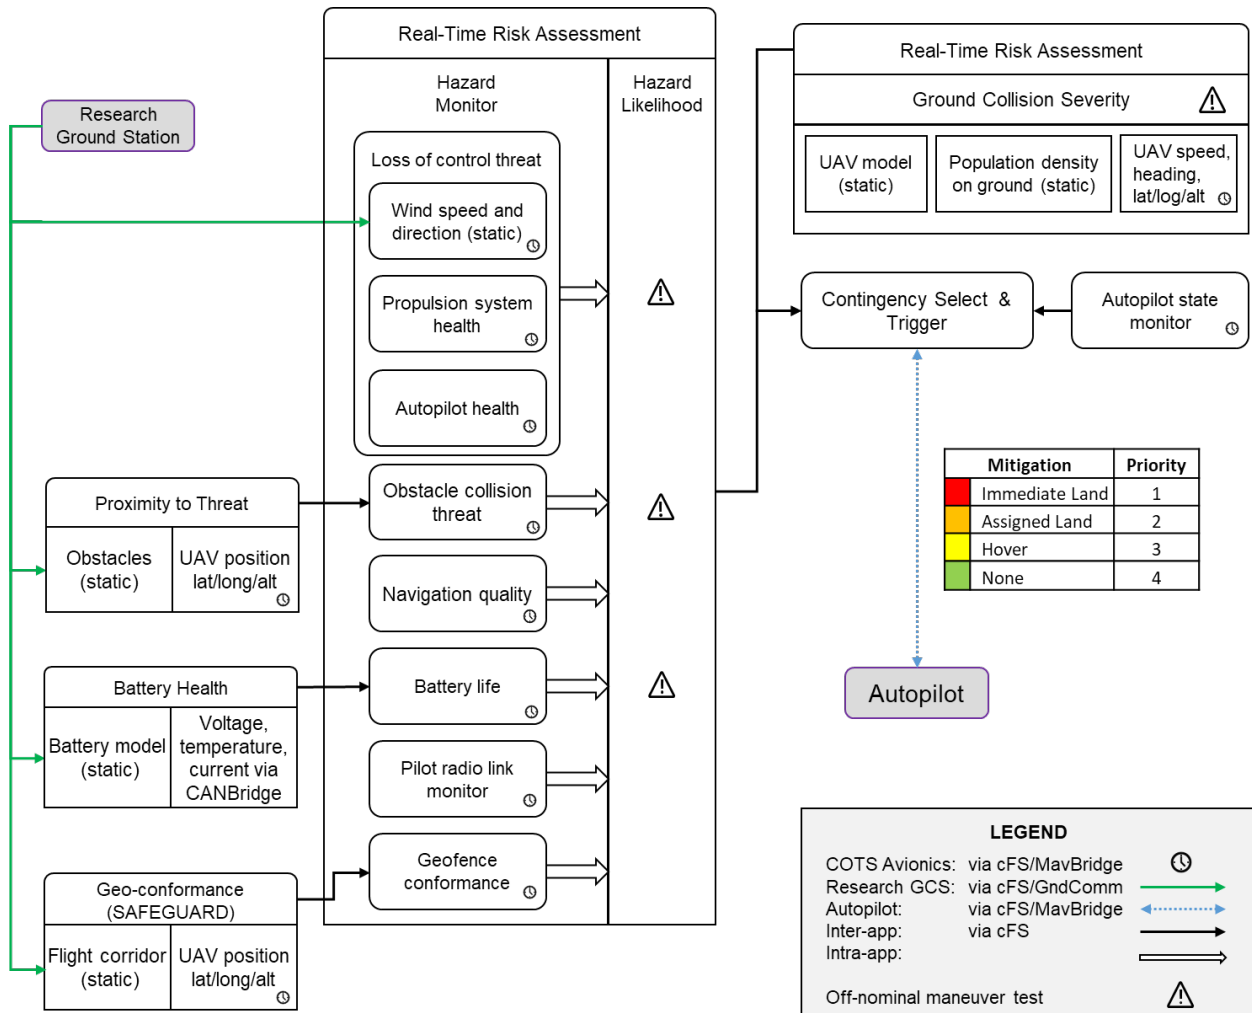 Research
Ground Station
Real-Time Risk Assessment
Hazard
Monitor
Hazard
Likelihood
Loss of control threat
Wind speed and
direction (static)
Propulsion system
health
Autopilot health
Proximity to Threat
Obstacles
(static)
UAV position
lat/long/alt
Obstacle collision
threat
Navigation quality
Battery Health
Battery model
(static)
Voltage,
temperature,
current via
CANBridge
Battery life
Pilot radio link
monitor
Geo-conformance
(SAFEGUARD)
Flight corridor
(static)
UAV position
lat/long/alt
Geofence
conformance
Real-Time Risk Assessment
Ground Collision Severity
UAV model
(static)
Population density
on ground (static)
UAV speed,
heading,
lat/log/alt
Contingency Select &
Trigger
Autopilot state
monitor
Mitigation Priority
Immediate Land 1
Assigned Land 2
Hover 3
None 4
Autopilot
LEGEND
COTS Avionics: via cFS/MavBridge
Research GCS: via cFS/GndComm
Autopilot: via cFS/MavBridge
Inter-app: via cFS
Intra-app:
Off-nominal maneuver test